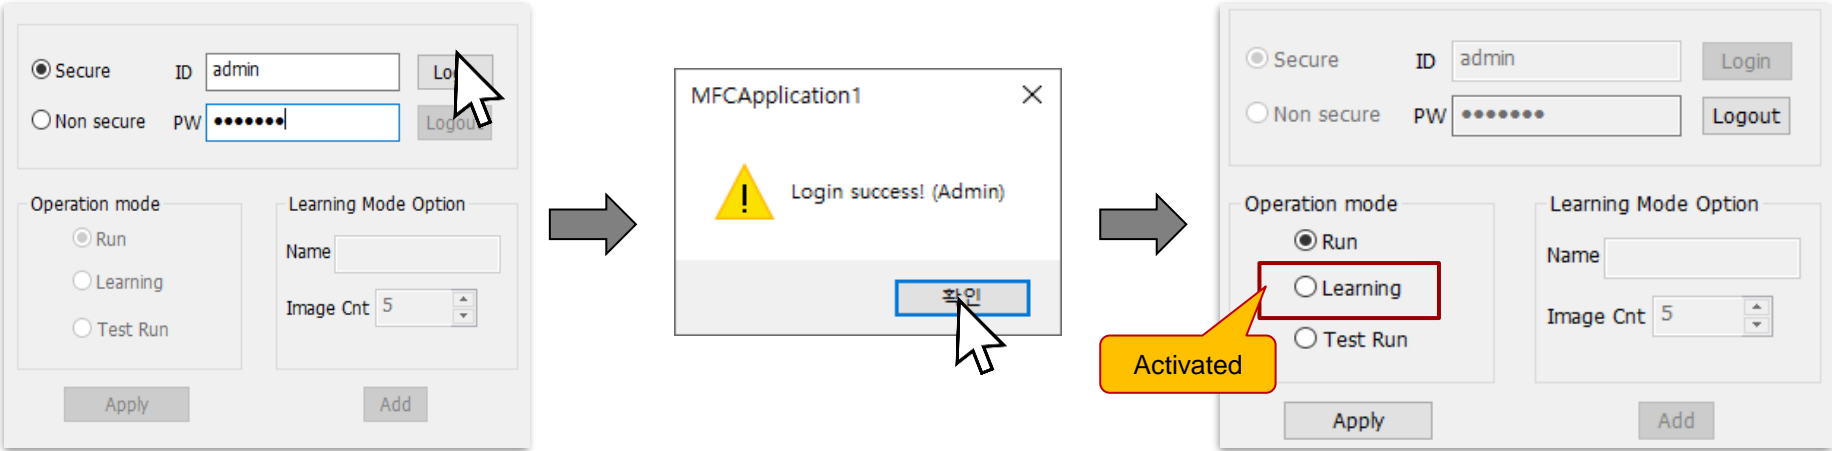 Secure ID admin Login
Non secure PW ●●●●●●● Logout
Operation mode
Run
Learning
Test Run
Apply
Learning Mode Option
Name
Image Cnt 5
Add
MFCApplication1
Login success! (Admin)
확인
Secure ID admin Login
Non secure PW ●●●●●●● Logout
Operation mode
Run
Learning
Test Run
Activated
Apply
Learning Mode Option
Name
Image Cnt 5
Add